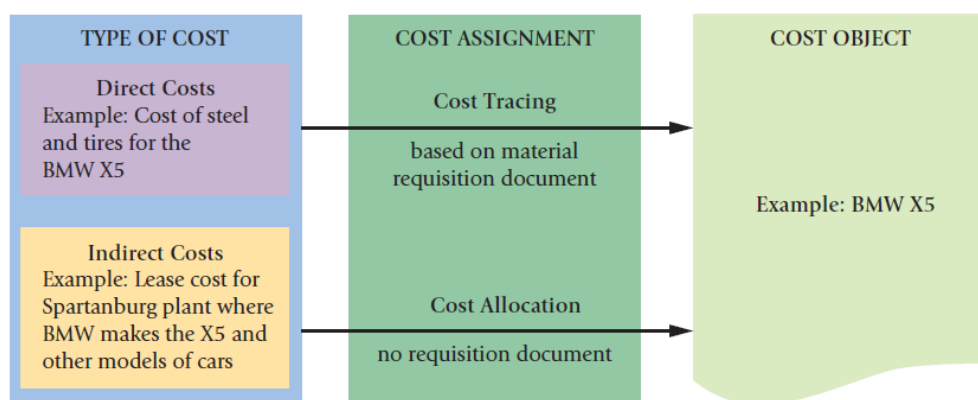 TYPE OF COST
Direct Costs
Example: Cost of steel
and tires for the
BMW X5
Indirect Costs
Example: Lease cost for
Spartanburg plant where
BMW makes the X5 and
other models of cars
COST ASSIGNMENT
Cost Tracing
based on material
requisition document
Cost Allocation
no requisition document
COST OBJECT
Example: BMW X5